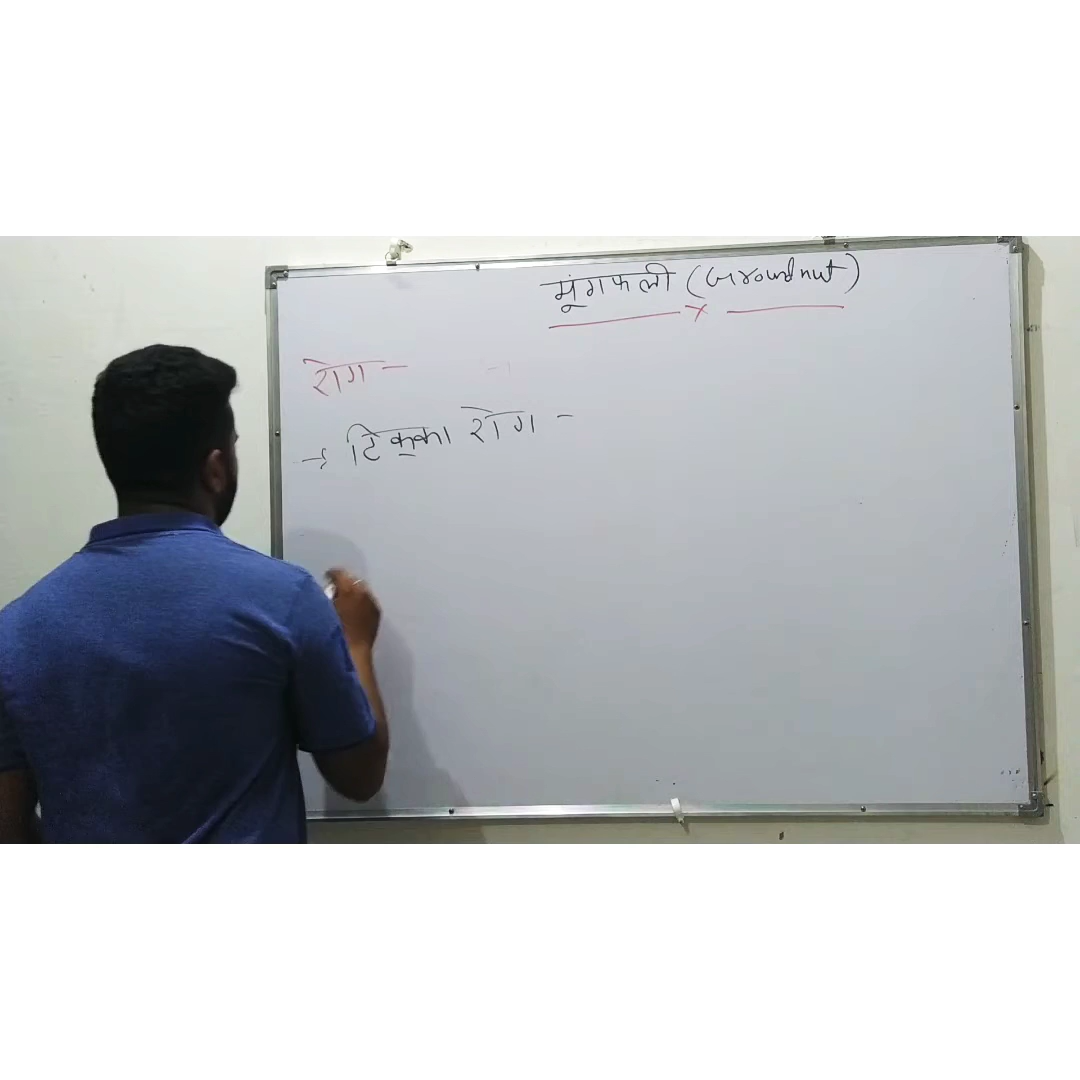 मूंगफली (Groundnut)
रोग -
→ टिक्का रोग -